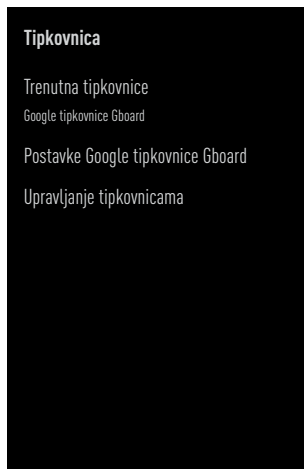 Tipkovnica
Trenutna tipkovnice
Google tipkovnice Gboard
Postavke Google tipkovnice Gboard
Upravljanje tipkovnicama